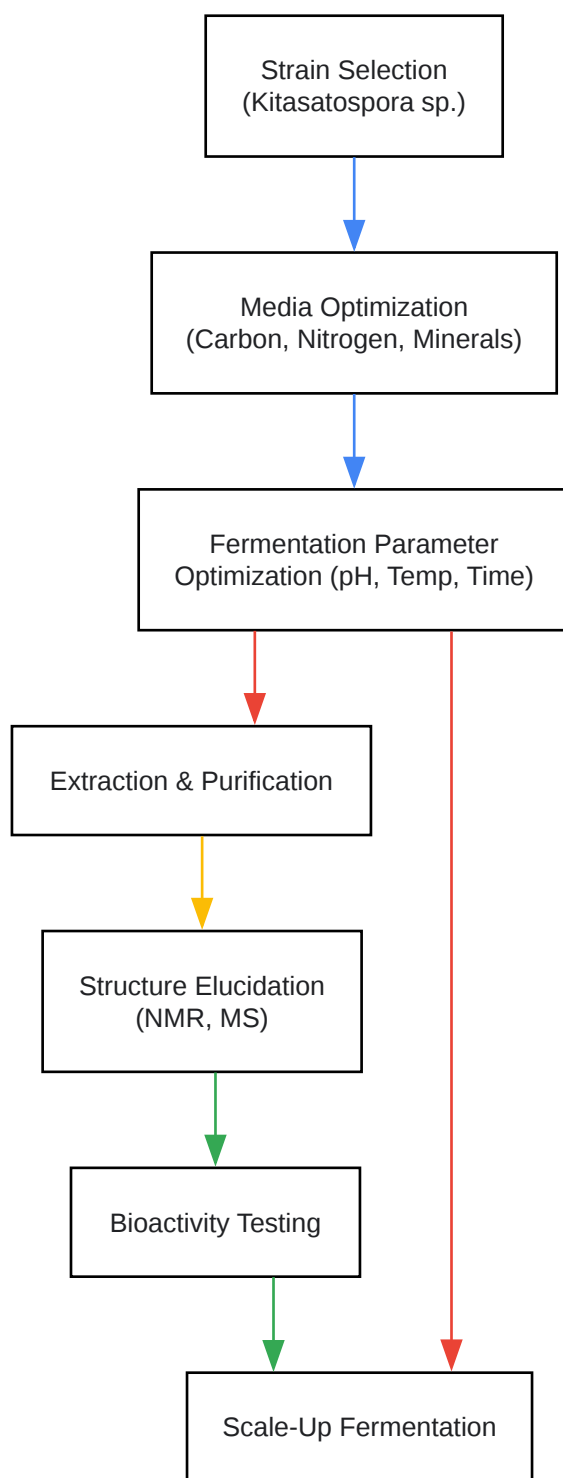 Strain Selection
(Kitasatospora sp.)
Media Optimization
(Carbon, Nitrogen, Minerals)
Fermentation Parameter
Optimization (pH, Temp, Time)
Extraction & Purification
Structure Elucidation
(NMR, MS)
Bioactivity Testing
Scale-Up Fermentation